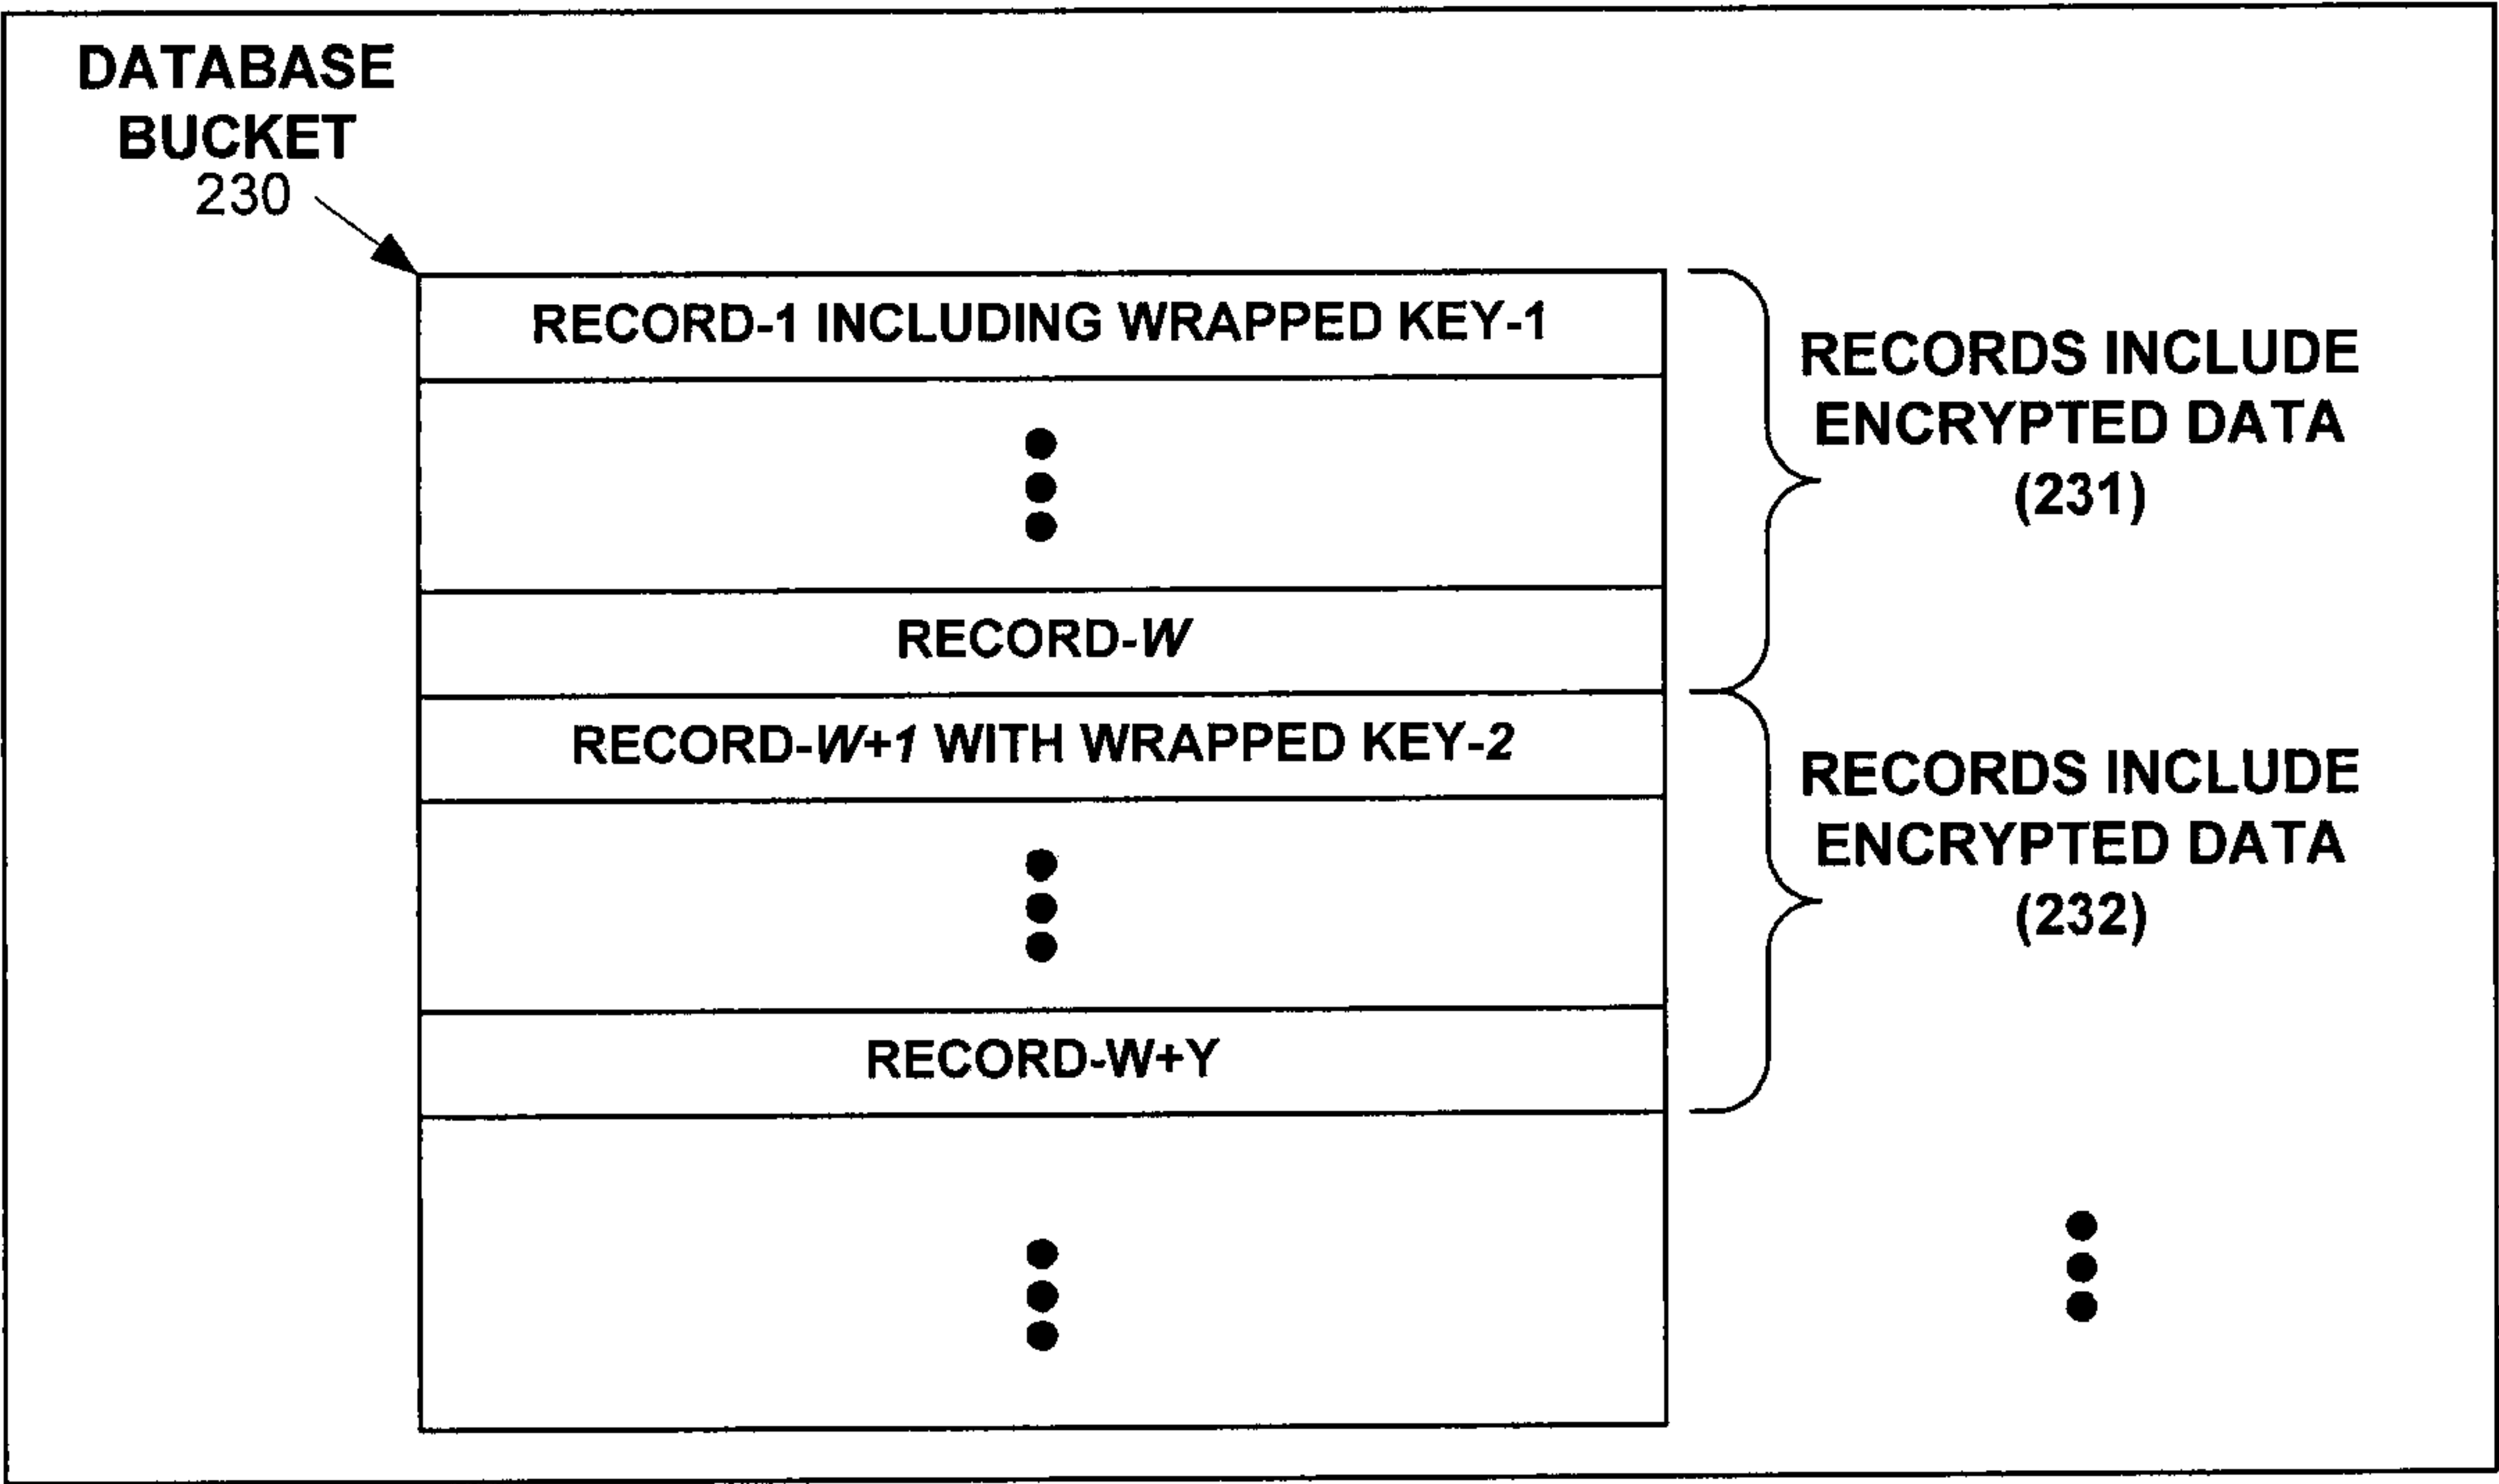 DATABASE
BUCKET
230
RECORD-1 INCLUDING WRAPPED KEY-1
RECORDS INCLUDE
ENCRYPTED DATA
(231)
RECORD-W
RECORD-W+1 WITH WRAPPED KEY-2
RECORDS INCLUDE
ENCRYPTED DATA
(232)
RECORD-W+Y